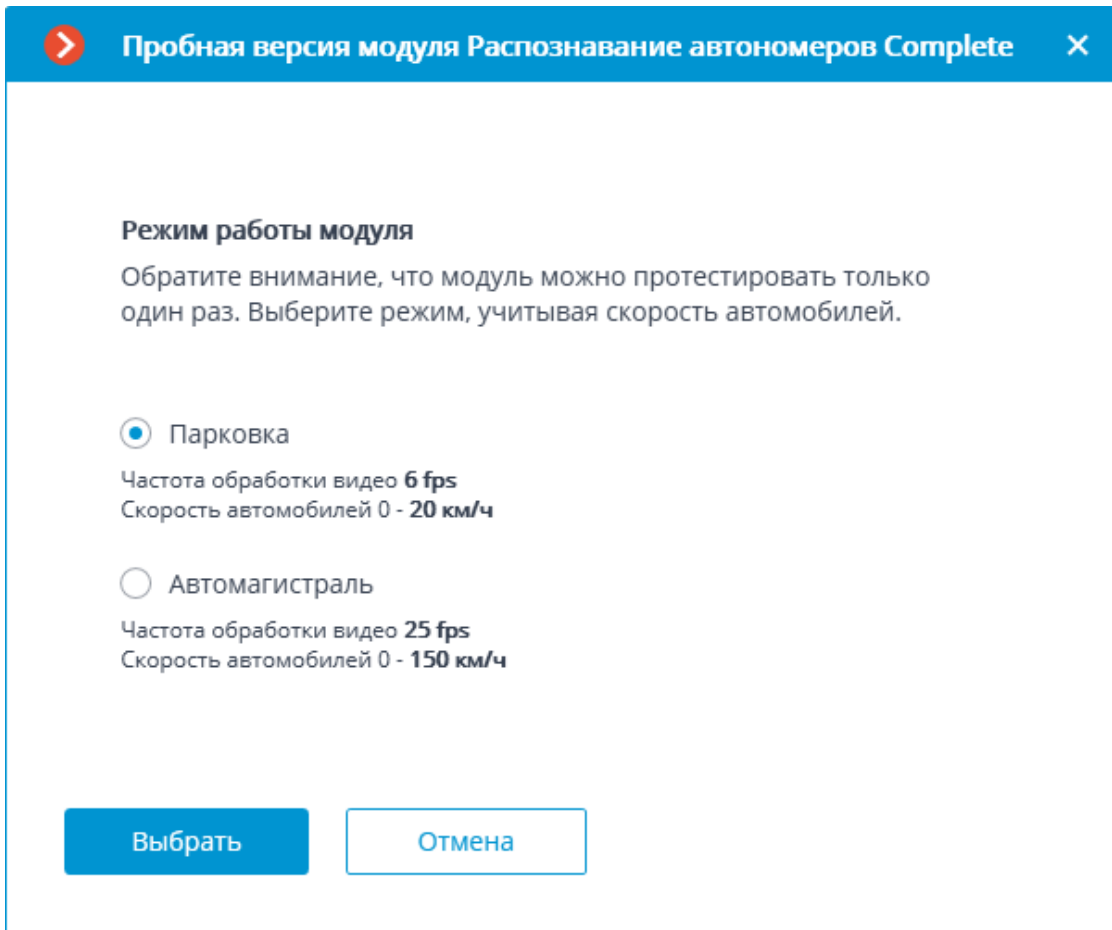 Пробная версия модуля Распознавание автономеров Complete
Режим работы модуля
Обратите внимание, что модуль можно протестировать только
один раз. Выберите режим, учитывая скорость автомобилей.
Парковка
Частота обработки видео 6 fps
Скорость автомобилей 0 - 20 км/ч
Автомагистраль
Частота обработки видео 25 fps
Скорость автомобилей 0 - 150 км/ч
Выбрать Отмена